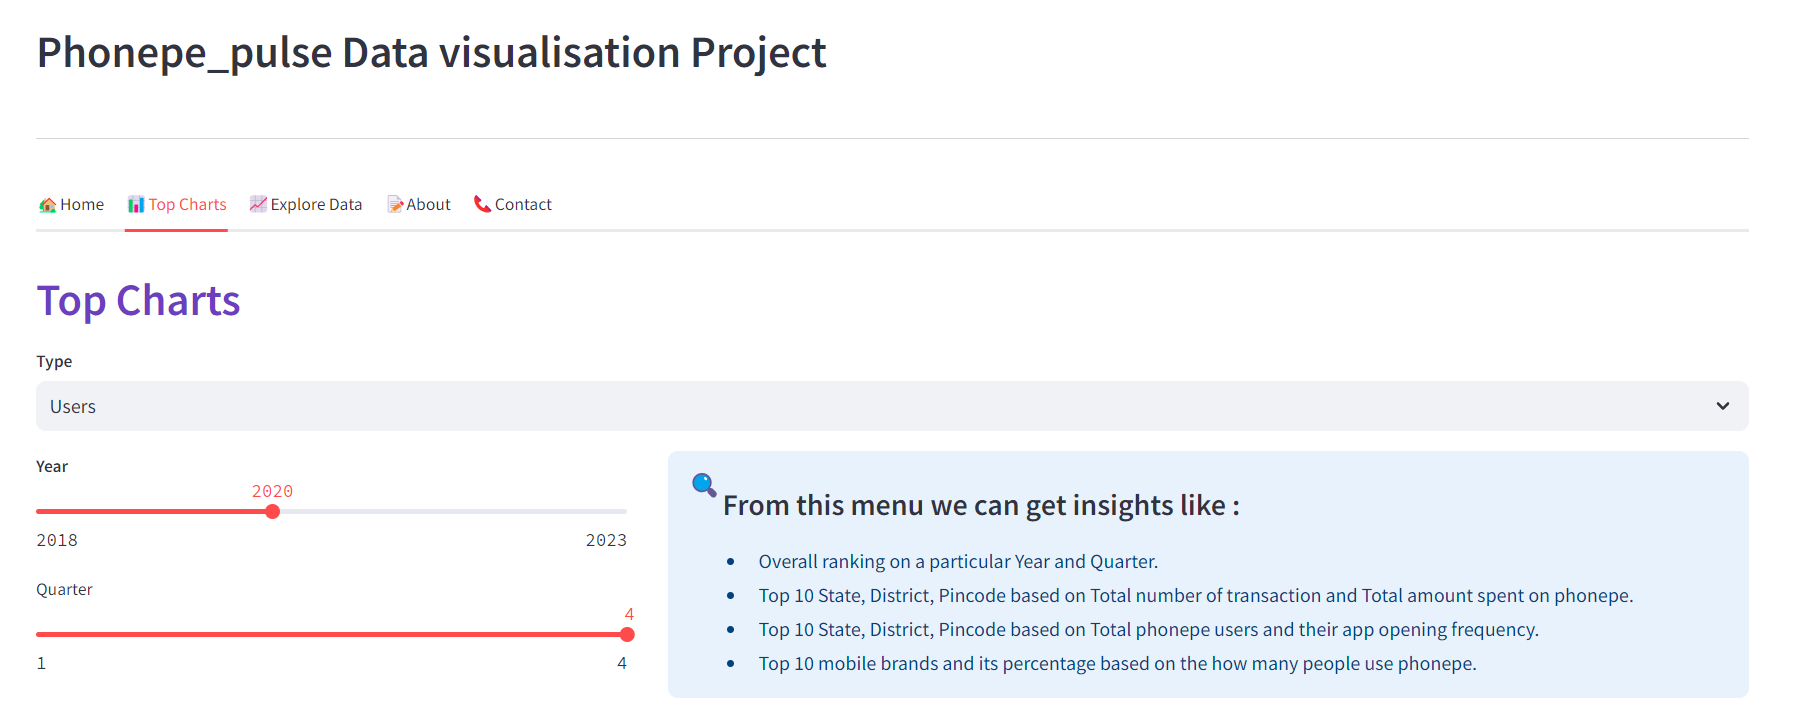 Phonepe_pulse Data visualisation Project
Home Top Charts Explore Data About Contact
Top Charts
Type
Users
Year
2020
2018 2023
Quarter
4
1 4
From this menu we can get insights like :
Overall ranking on a particular Year and Quarter.
Top 10 State, District, Pincode based on Total number of transaction and Total amount spent on phonepe.
Top 10 State, District, Pincode based on Total phonepe users and their app opening frequency.
Top 10 mobile brands and its percentage based on the how many people use phonepe.